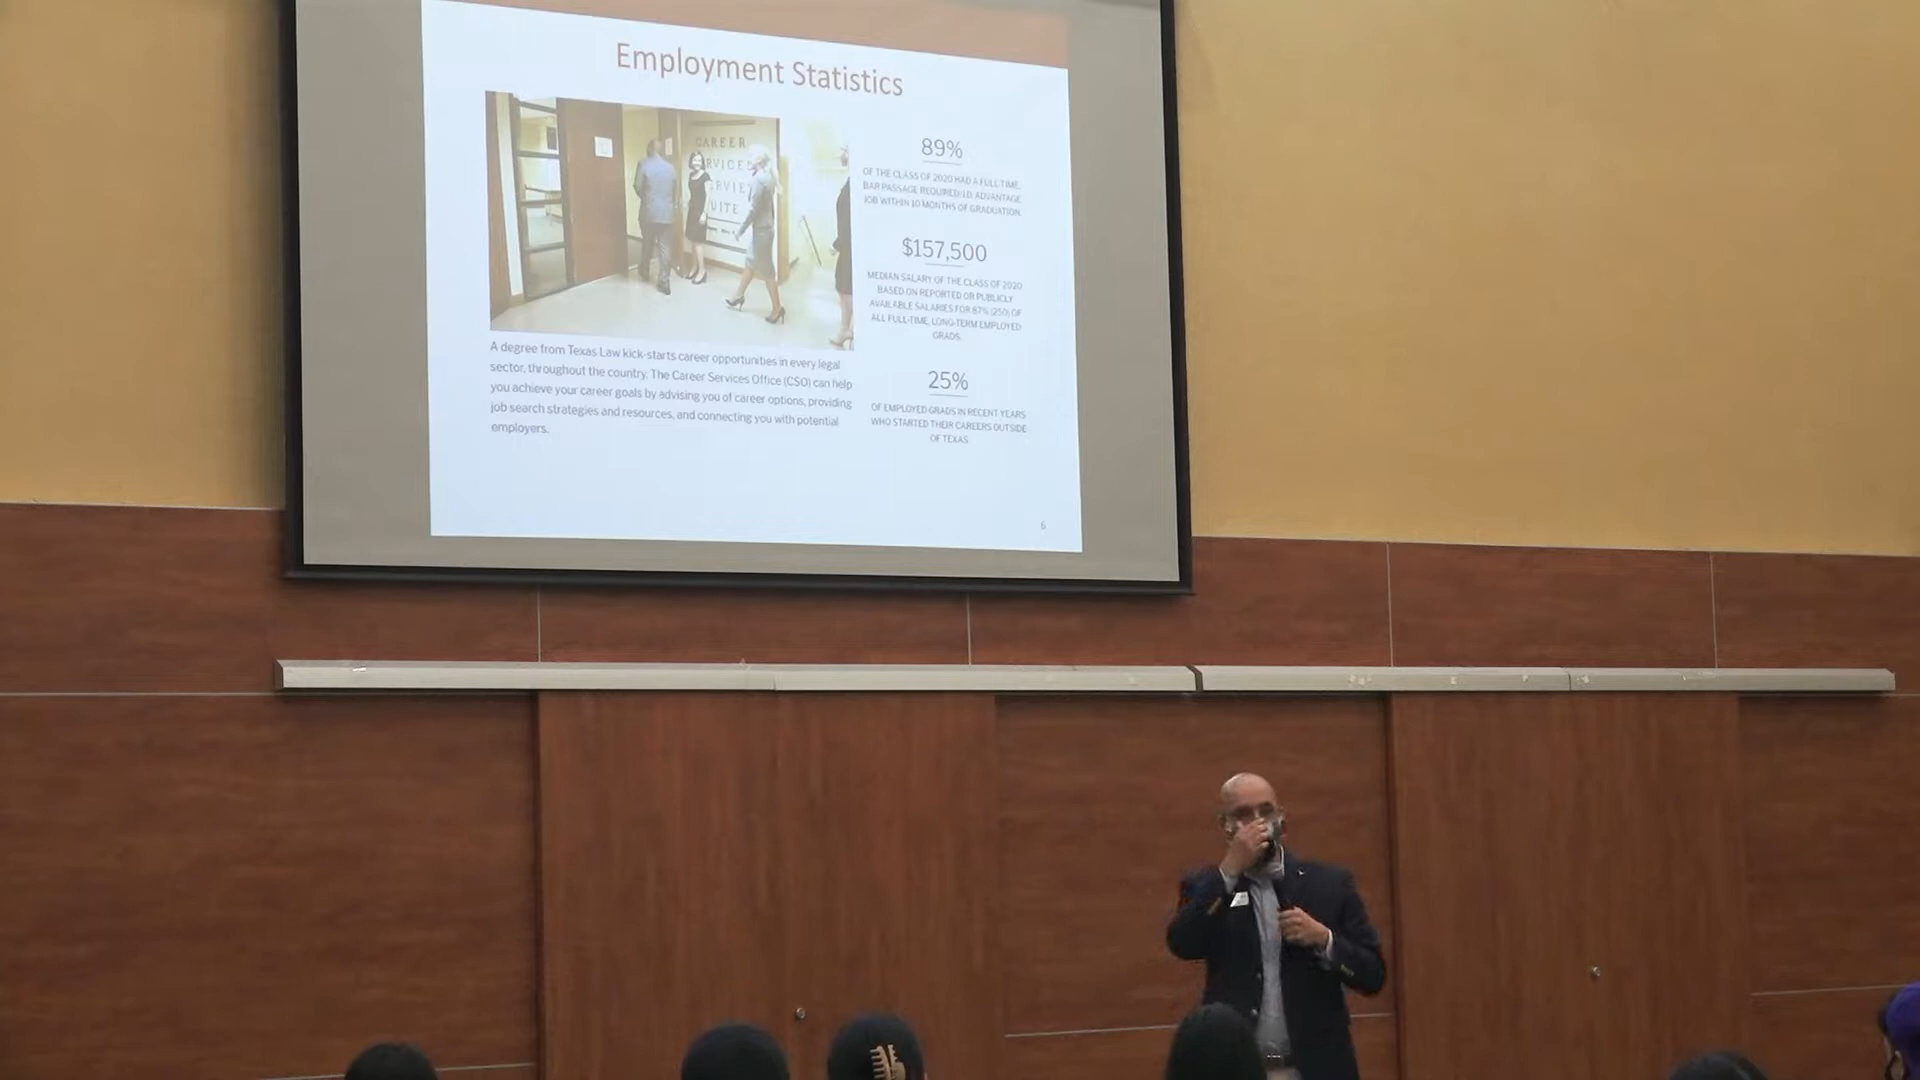 Employment Statistics
CAREER
SERVICES
UITE
89%
OF THE CLASS OF 2020 HAD A FULL-TIME,
BAR PASSAGE REQUIRED/J.D. ADVANTAGE
JOB WITHIN 10 MONTHS OF GRADUATION.
$157,500
MEDIAN SALARY OF THE CLASS OF 2020
BASED ON REPORTED OR PUBLICLY
AVAILABLE SALARIES FOR 87% (250) OF
ALL FULL-TIME, LONG-TERM EMPLOYED
GRADS.
25%
OF EMPLOYED GRADS IN RECENT YEARS
WHO STARTED THEIR CAREERS OUTSIDE
OF TEXAS
A degree from Texas Law kick-starts career opportunities in every legal
sector, throughout the country. The Career Services Office (CSO) can help
you achieve your career goals by advising you of career options, providing
job search strategies and resources, and connecting you with potential
employers.
6